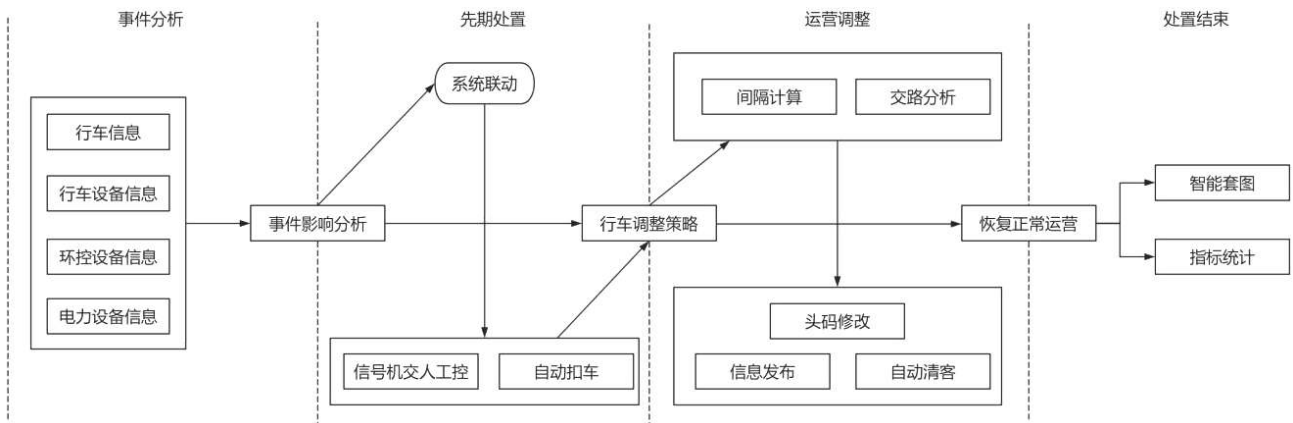 事件分析
先期处置
运营调整
处置结束
行车信息
行车设备信息
环控设备信息
电力设备信息
事件影响分析
系统联动
信号机交人工控
自动扣车
行车调整策略
间隔计算
交路分析
头码修改
信息发布
自动清客
恢复正常运营
智能套图
指标统计